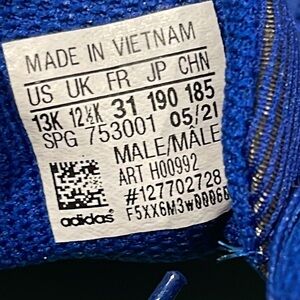 MADE IN VIETNAM
US UK FR JP CHN
13K 12½K 31 190 185
SPG 753001 05/21
MALE/MÂLE
ART H00992
#127702728
F5XX6M3w00068
adidas